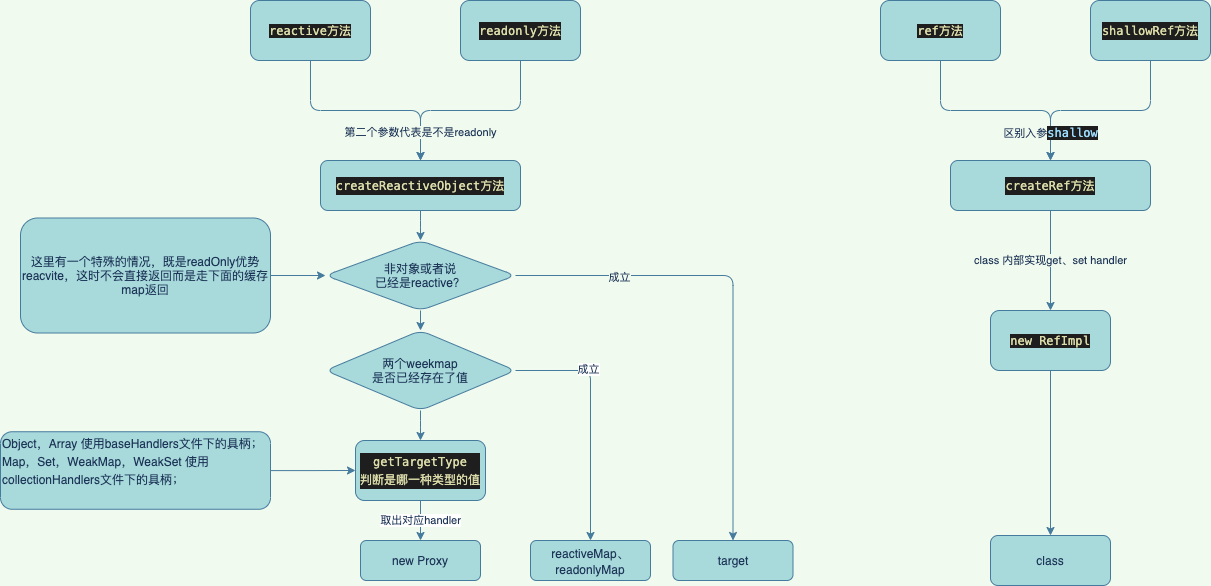 reactive方法
readonly方法
ref方法
shallowRef方法
第二个参数代表是不是readonly
区别入参shallow
createReactiveObject方法
createRef方法
这里有一个特殊的情况，既是readOnly优势
reacvite，这时不会直接返回而是走下面的缓存
map返回
非对象或者说
已经是reactive?
成立
class 内部实现get、set handler
new RefImpl
两个weekmap
是否已经存在了值
成立
Object，Array 使用baseHandlers文件下的具柄；
Map，Set，WeakMap，WeakSet 使用
collectionHandlers文件下的具柄；
getTargetType
判断是哪一种类型的值
取出对应handler
new Proxy
reactiveMap、
readonlyMap
target
class